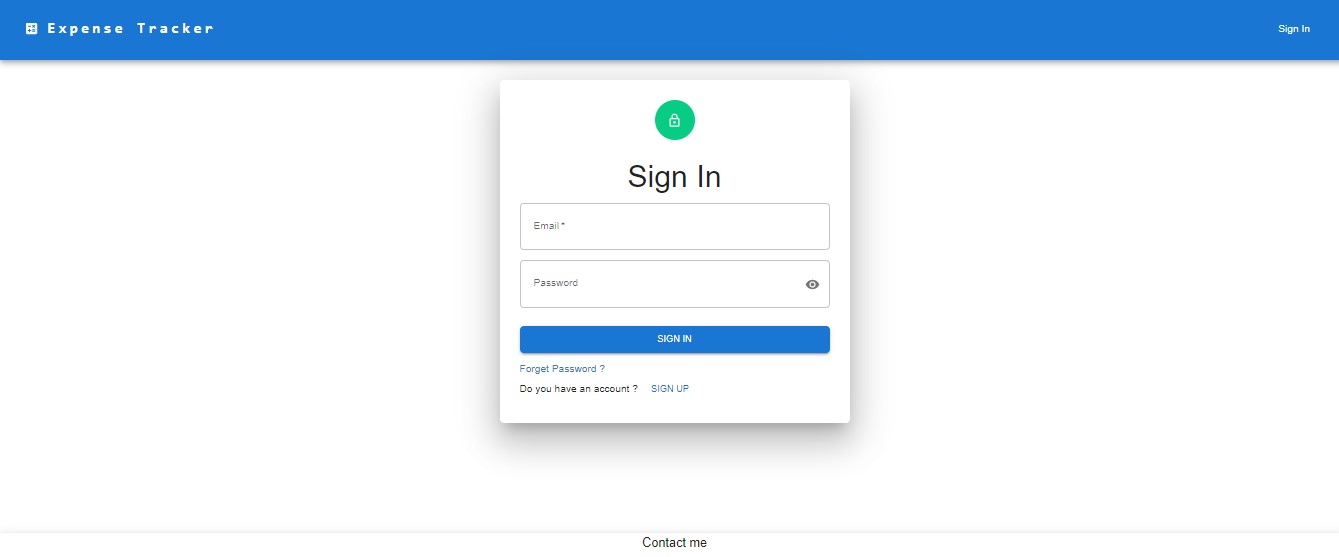 Expense Tracker
Sign In
Sign In
Email *
Password
SIGN IN
Forget Password ?
Do you have an account ? SIGN UP
Contact me